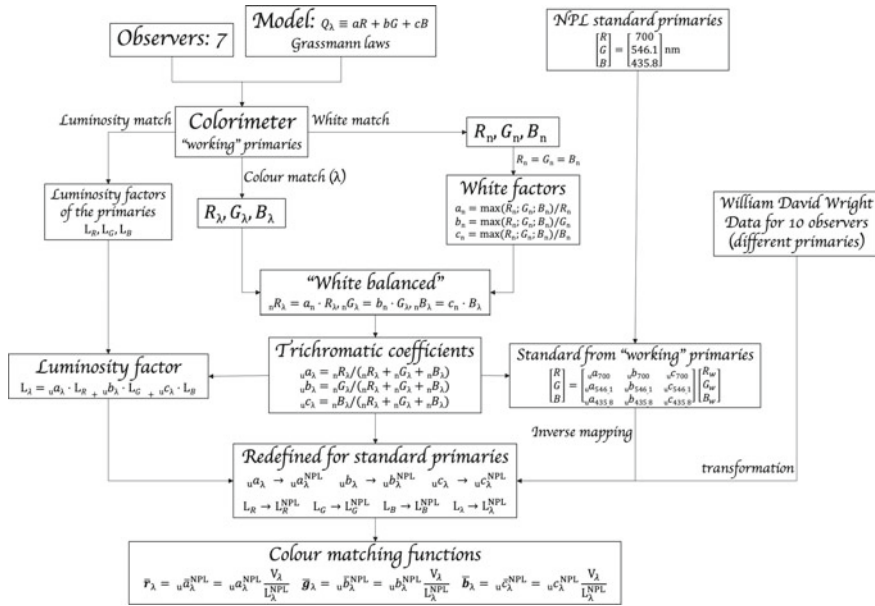 Observers: 7
Model: Q_λ ≡ aR + bG + cB
Grassmann laws
NPL standard primaries
[R G B] = [700 546.1 435.8] nm
Luminosity match
Colorimeter
"working" primaries
White match
R_n, G_n, B_n
R_n = G_n = B_n
Colour match (λ)
Luminosity factors
of the primaries
L_R, L_G, L_B
R_λ, G_λ, B_λ
White factors
a_n = max(R_n; G_n; B_n)/R_n
b_n = max(R_n; G_n; B_n)/G_n
c_n = max(R_n; G_n; B_n)/B_n
William David Wright
Data for 10 observers
(different primaries)
"White balanced"
_nR_λ = a_n · R_λ, _nG_λ = b_n · G_λ, _nB_λ = c_n · B_λ
Luminosity factor
L_λ = _ua_λ · L_R + _ub_λ · L_G + _uc_λ · L_B
Trichromatic coefficients
_ua_λ = _nR_λ/(_nR_λ + _nG_λ + _nB_λ)
_ub_λ = _nG_λ/(_nR_λ + _nG_λ + _nB_λ)
_uc_λ = _nB_λ/(_nR_λ + _nG_λ + _nB_λ)
Standard from "working" primaries
[R] = [_ua_700 _ub_700 _uc_700] [R_w]
[G] = [_ua_546.1 _ub_546.1 _uc_546.1] [G_w]
[B] = [_ua_435.8 _ub_435.8 _uc_435.8] [B_w]
Inverse mapping
transformation
Redefined for standard primaries
_ua_λ → _ua_λ^NPL _ub_λ → _ub_λ^NPL _uc_λ → _uc_λ^NPL
L_R → L_R^NPL L_G → L_G^NPL L_B → L_B^NPL L_λ → L_λ^NPL
Colour matching functions
r̄_λ = _uā_λ^NPL = _ua_λ^NPL V_λ/L_λ^NPL ḡ_λ = _ub̄_λ^NPL = _ub_λ^NPL V_λ/L_λ^NPL b̄_λ = _uc̄_λ^NPL = _uc_λ^NPL V_λ/L_λ^NPL